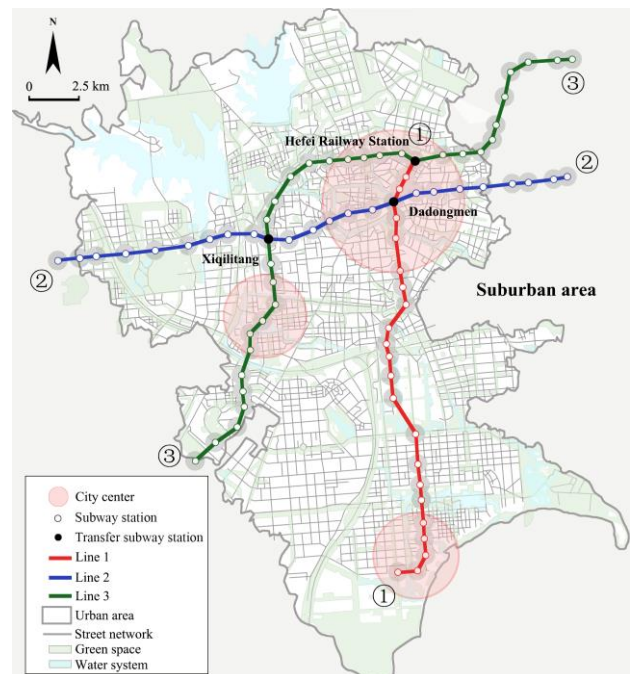 N
0 2.5 km
③
Hefei Railway Station
①
②
Dadongmen
Xiqilitang
②
Suburban area
③
①
City center
Subway station
Transfer subway station
Line 1
Line 2
Line 3
Urban area
Street network
Green space
Water system